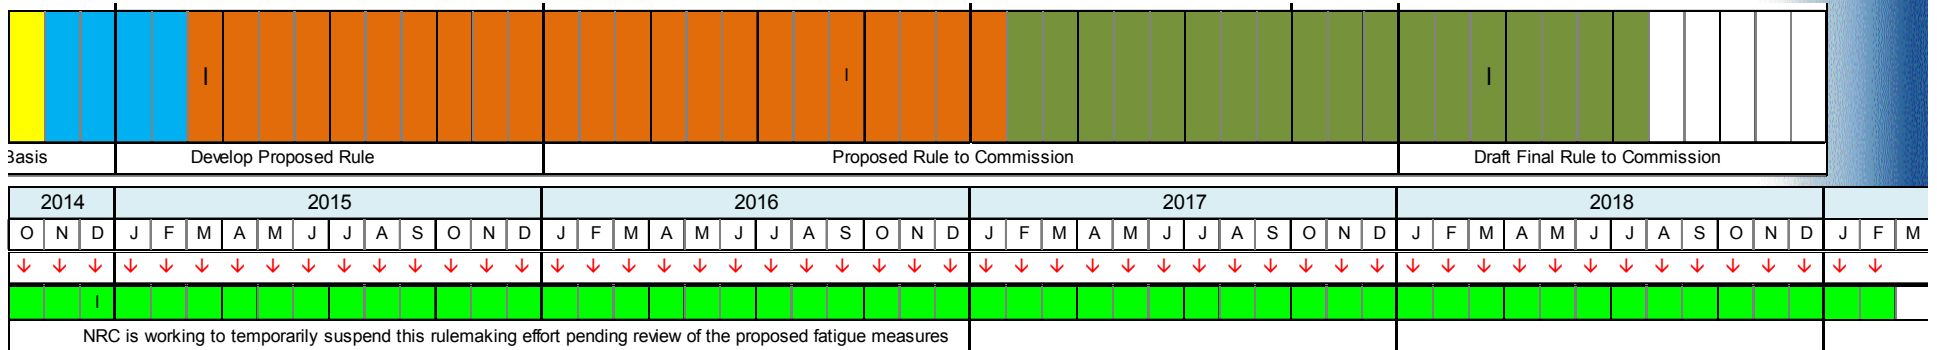 Basis Develop Proposed Rule Proposed Rule to Commission Draft Final Rule to Commission
2014 2015 2016 2017 2018
O N D J F M A M J J A S O N D J F M A M J J A S O N D J F M A M J J A S O N D J F M A M J J A S O N D J F M
NRC is working to temporarily suspend this rulemaking effort pending review of the proposed fatigue measures